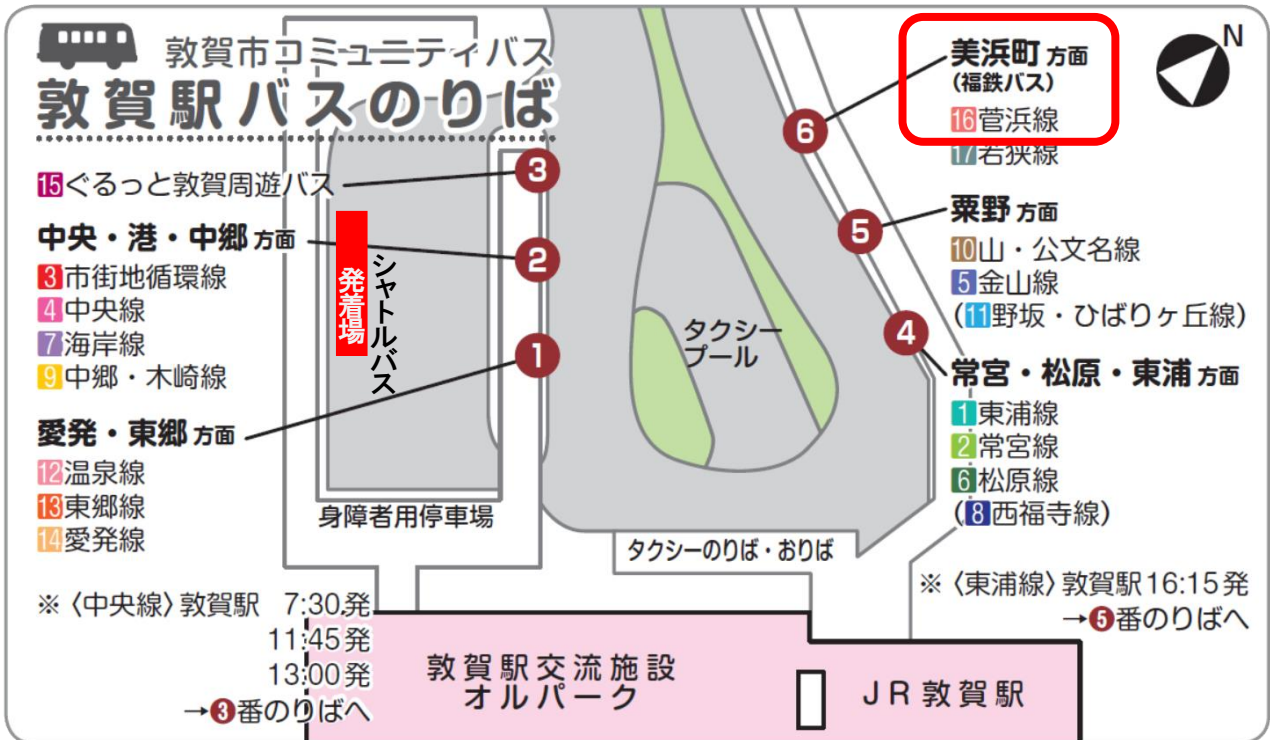 敦賀市コミュニティバス
敦賀駅バスのりば
15ぐるっと敦賀周遊バス
中央・港・中郷方面
3市街地循環線
4中央線
7海岸線
9中郷・木崎線
愛発・東郷方面
12温泉線
13東郷線
14愛発線
※〈中央線〉敦賀駅 7:30発
11:45発
13:00発
→3番のりばへ
3
2
1
シャトルバス
発着場
身障者用停車場
タクシー
プール
タクシーのりば・おりば
6
5
4
N
美浜町方面
(福鉄バス)
16菅浜線
17若狭線
粟野方面
10山・公文名線
5金山線
(11野坂・ひばりヶ丘線)
常宮・松原・東浦方面
1東浦線
2常宮線
6松原線
(8西福寺線)
※〈東浦線〉敦賀駅16:15発
→5番のりばへ
敦賀駅交流施設
オルパーク
JR敦賀駅